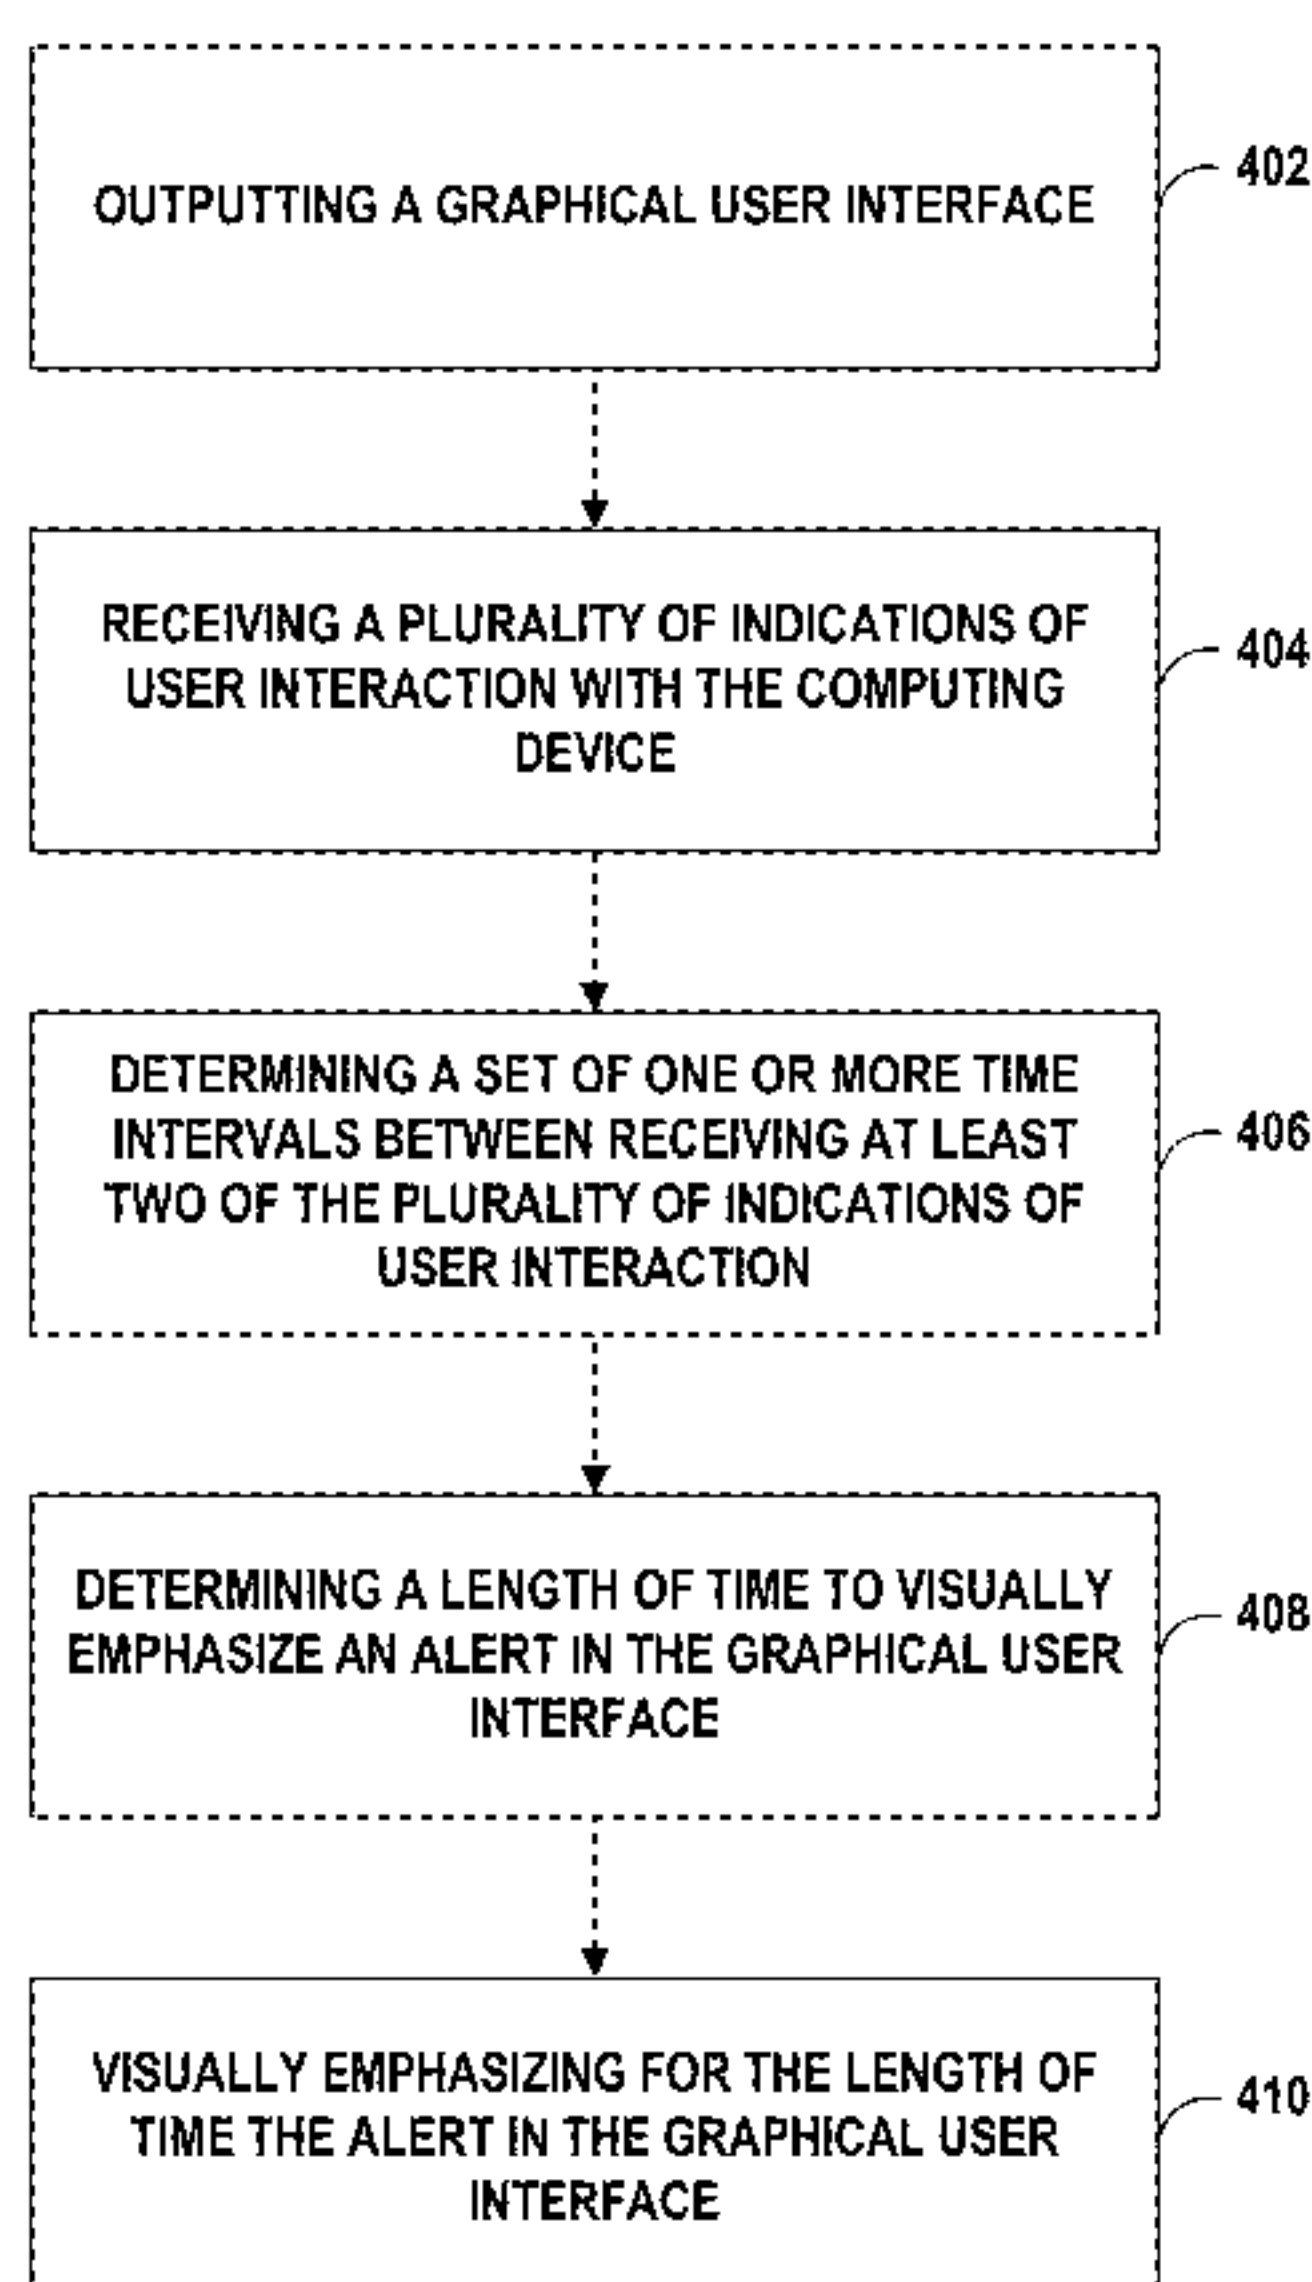 OUTPUTTING A GRAPHICAL USER INTERFACE
402
RECEIVING A PLURALITY OF INDICATIONS OF
USER INTERACTION WITH THE COMPUTING
DEVICE
404
DETERMINING A SET OF ONE OR MORE TIME
INTERVALS BETWEEN RECEIVING AT LEAST
TWO OF THE PLURALITY OF INDICATIONS OF
USER INTERACTION
406
DETERMINING A LENGTH OF TIME TO VISUALLY
EMPHASIZE AN ALERT IN THE GRAPHICAL USER
INTERFACE
408
VISUALLY EMPHASIZING FOR THE LENGTH OF
TIME THE ALERT IN THE GRAPHICAL USER
INTERFACE
410